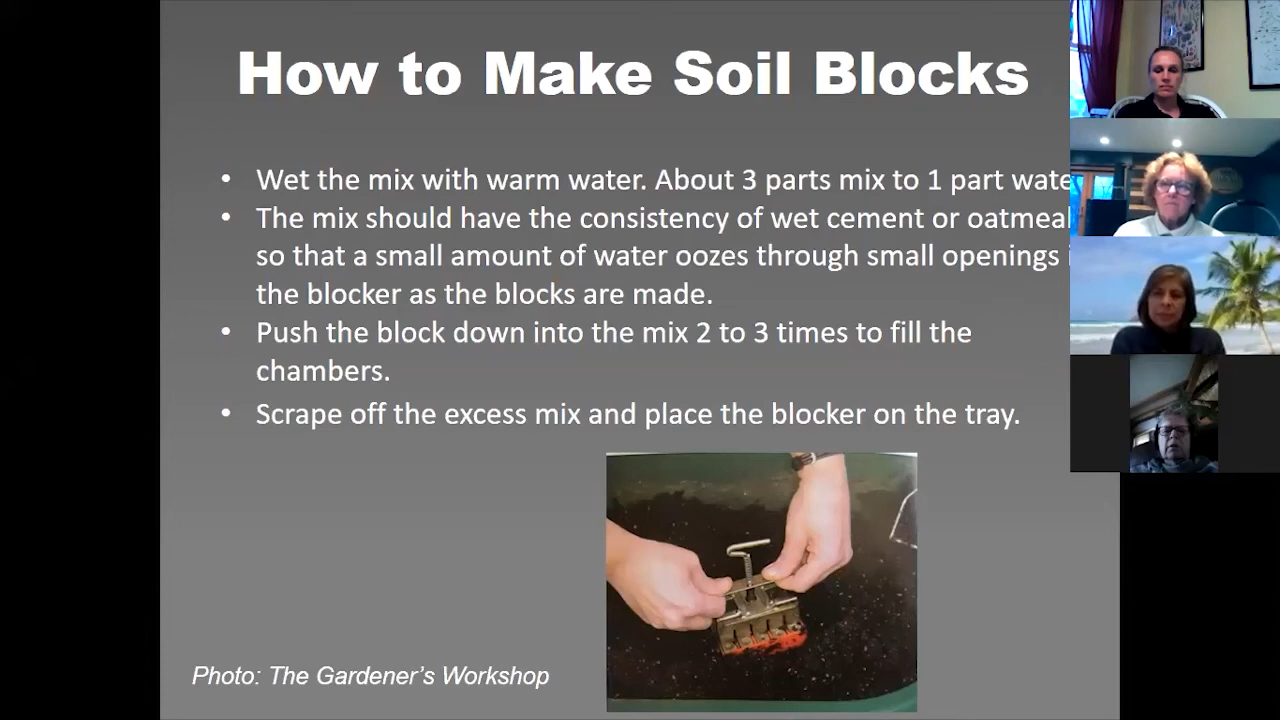 How to Make Soil Blocks
• Wet the mix with warm water. About 3 parts mix to 1 part wate
• The mix should have the consistency of wet cement or oatmeal
so that a small amount of water oozes through small openings i
the blocker as the blocks are made.
• Push the block down into the mix 2 to 3 times to fill the
chambers.
• Scrape off the excess mix and place the blocker on the tray.
Photo: The Gardener's Workshop